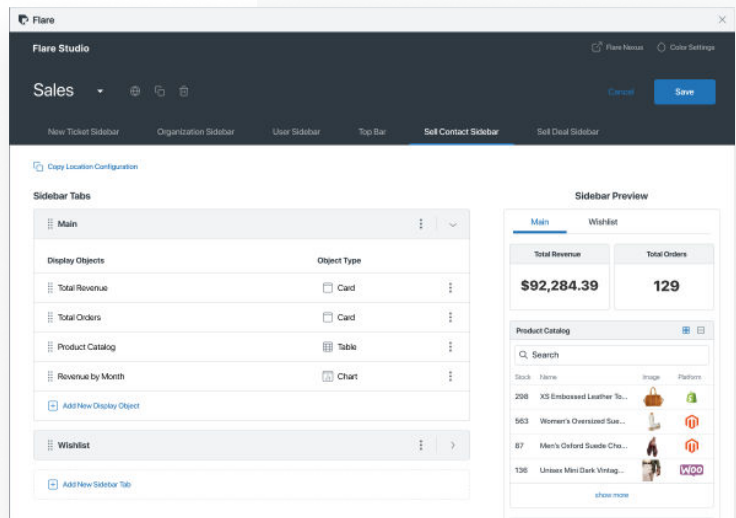 Flare
Flare Studio
Flare Nexus
Color Settings
Sales
Cancel
Save
New Ticket Sidebar
Organization Sidebar
User Sidebar
Top Bar
Sell Contact Sidebar
Sell Deal Sidebar
Copy Location Configuration
Sidebar Tabs
Main
Display Objects
Object Type
Total Revenue
Card
Total Orders
Card
Product Catalog
Table
Revenue by Month
Chart
Add New Display Object
Wishlist
Add New Sidebar Tab
Sidebar Preview
Main
Wishlist
Total Revenue
Total Orders
$92,284.39
129
Product Catalog
Search
Stock
Name
Image
Platform
298
XS Embossed Leather To...
563
Women's Oversized Sue...
87
Men's Oxford Suede Cho...
136
Unisex Mini Dark Vintag...
Woo
show more